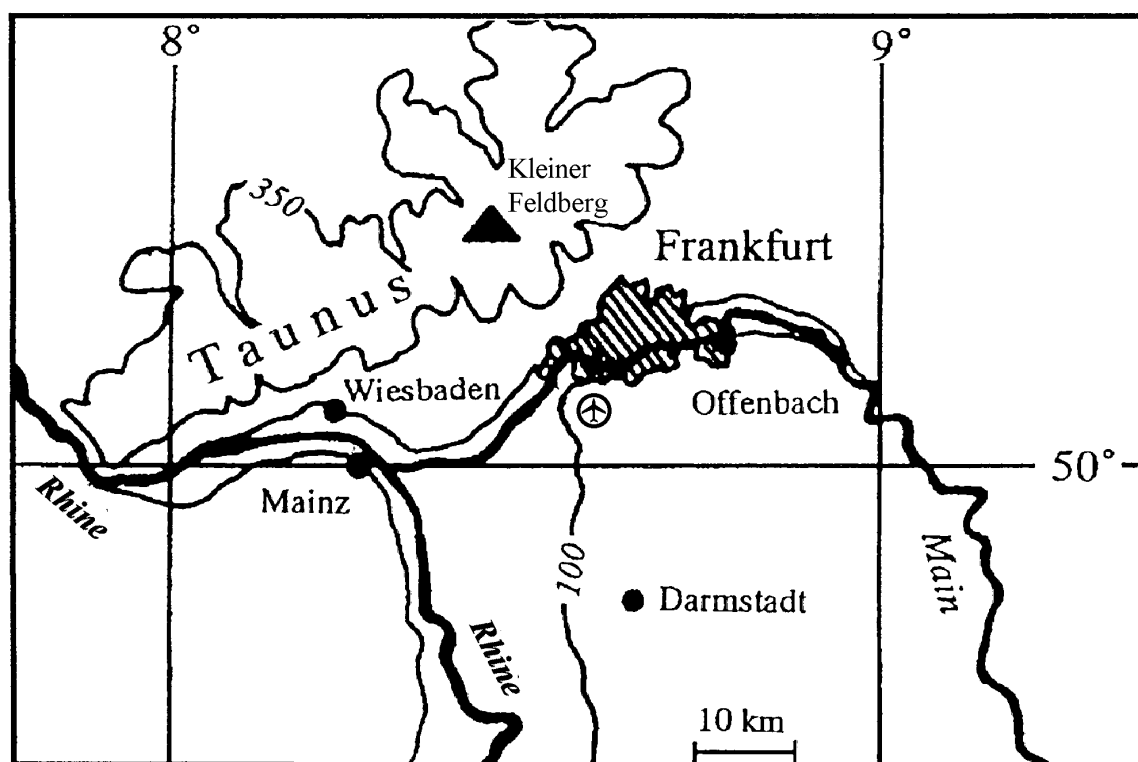 8°
9°
Kleiner
Feldberg
350
Frankfurt
Taunus
Wiesbaden
Offenbach
50°
Rhine
Mainz
Main
100
Darmstadt
Rhine
10 km